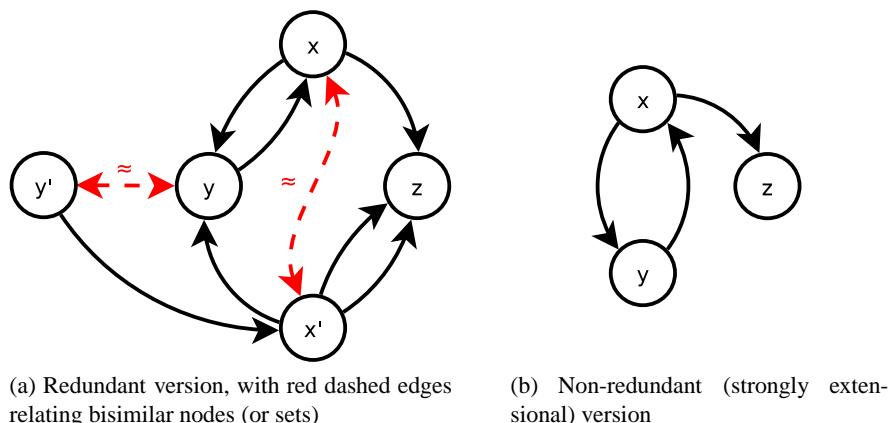 x
x
y'
≈
y
≈
z
z
y
x'
(a) Redundant version, with red dashed edges
relating bisimilar nodes (or sets)
(b) Non-redundant (strongly exten-
sional) version